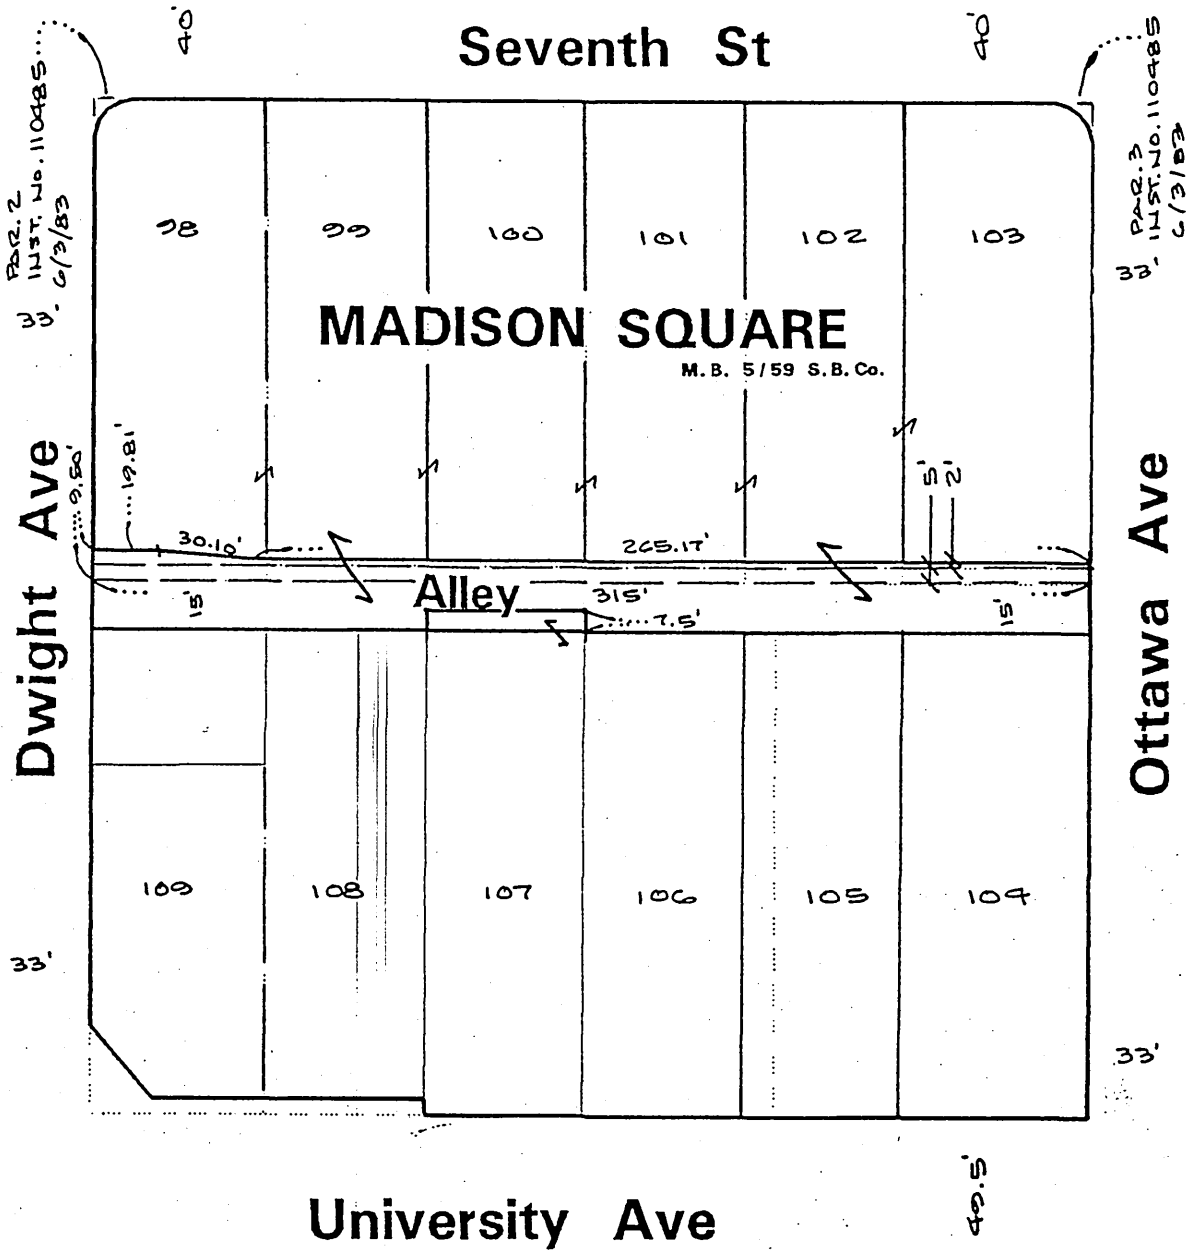 40'
Seventh St
40'
PAR. 2
INST. No. 110485
6/3/83
33'
PAR. 3
INST. No. 110485
6/3/83
33'
98
99
100
101
102
103
MADISON SQUARE
M.B. 5/59 S.B.Co.
Dwight Ave
Ottawa Ave
9.50'
19.81'
30.10'
265.17'
5'
2'
15'
Alley
315'
7.5'
15'
109
108
107
106
105
104
33'
33'
49.5'
University Ave